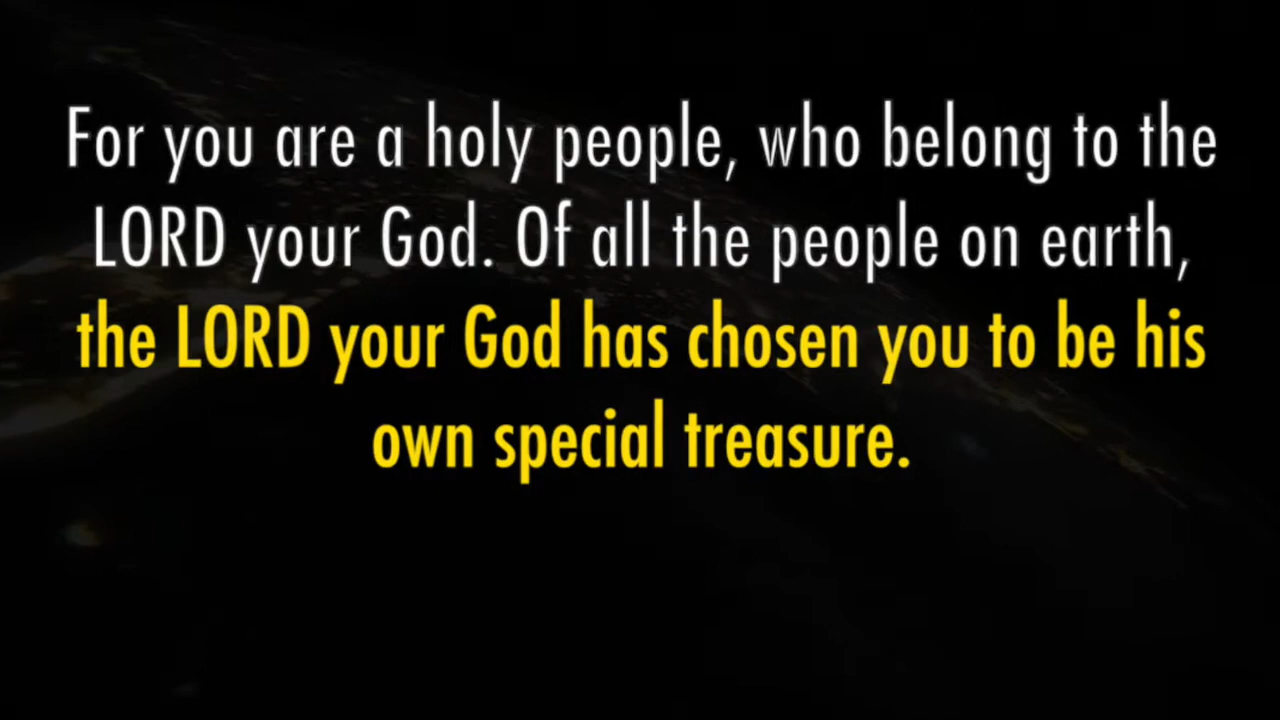 For you are a holy people, who belong to the
LORD your God. Of all the people on earth,
the LORD your God has chosen you to be his
own special treasure.